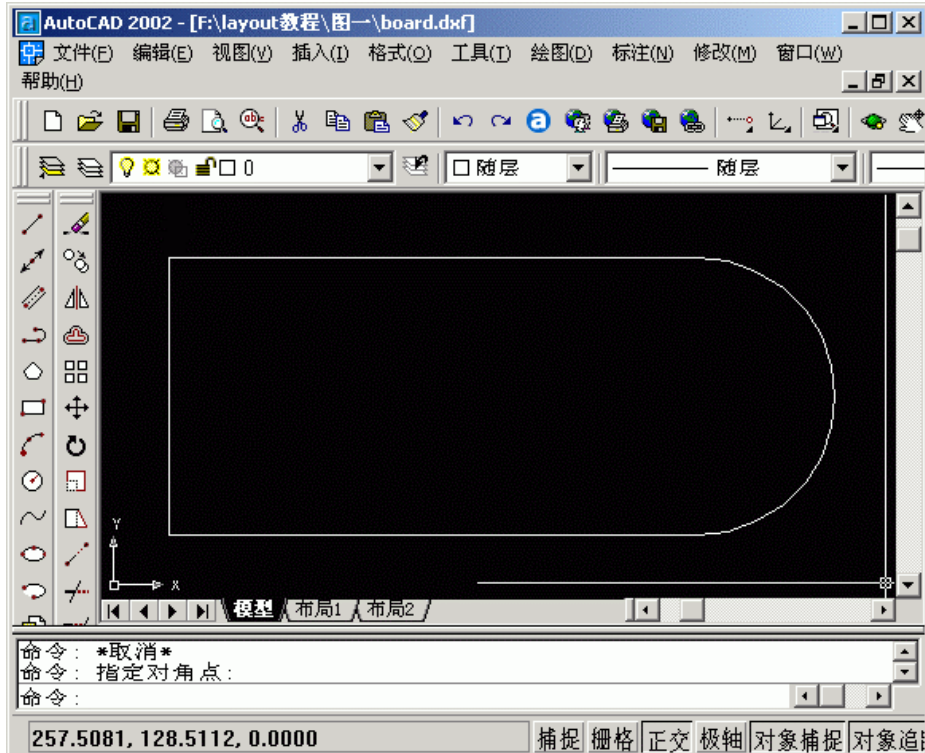 AutoCAD 2002 - [F:\layout教程\图一\board.dxf]
文件(F) 编辑(E) 视图(V) 插入(I) 格式(O) 工具(T) 绘图(D) 标注(N) 修改(M) 窗口(W)
帮助(H)
0 随层 随层
Y
X
模型 布局1 布局2
命令: *取消*
命令: 指定对角点:
命令:
257.5081, 128.5112, 0.0000 捕捉 栅格 正交 极轴 对象捕捉 对象追